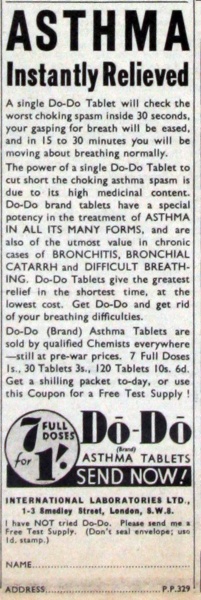 ASTHMA
Instantly Relieved
A single Do-Do Tablet will check the
worst choking spasm inside 30 seconds,
your gasping for breath will be eased,
and in 15 to 30 minutes you will be
moving about breathing normally.
The power of a single Do-Do Tablet to
cut short the choking asthma spasm is
due to its high medicinal content.
Do-Do brand tablets have a special
potency in the treatment of ASTHMA
IN ALL ITS MANY FORMS, and are
also of the utmost value in chronic
cases of BRONCHITIS, BRONCHIAL
CATARRH and DIFFICULT BREATH-
ING. Do-Do Tablets give the greatest
relief in the shortest time, at the
lowest cost. Get Do-Do and get rid
of your breathing difficulties.
Do-Do (Brand) Asthma Tablets are
sold by qualified Chemists everywhere
—still at pre-war prices. 7 Full Doses
1s., 30 Tablets 3s., 120 Tablets 10s. 6d.
Get a shilling packet to-day, or use
this Coupon for a Free Test Supply !
7 FULL DOSES for 1/-
Dō-Dō
(Brand)
ASTHMA TABLETS
SEND NOW!
INTERNATIONAL LABORATORIES LTD.,
1-3 Smedley Street, London, S.W.8.
I have NOT tried Do-Do. Please send me a
Free Test Supply. (Don't seal envelope; use
1d. stamp.)
NAME
ADDRESS P.P.329